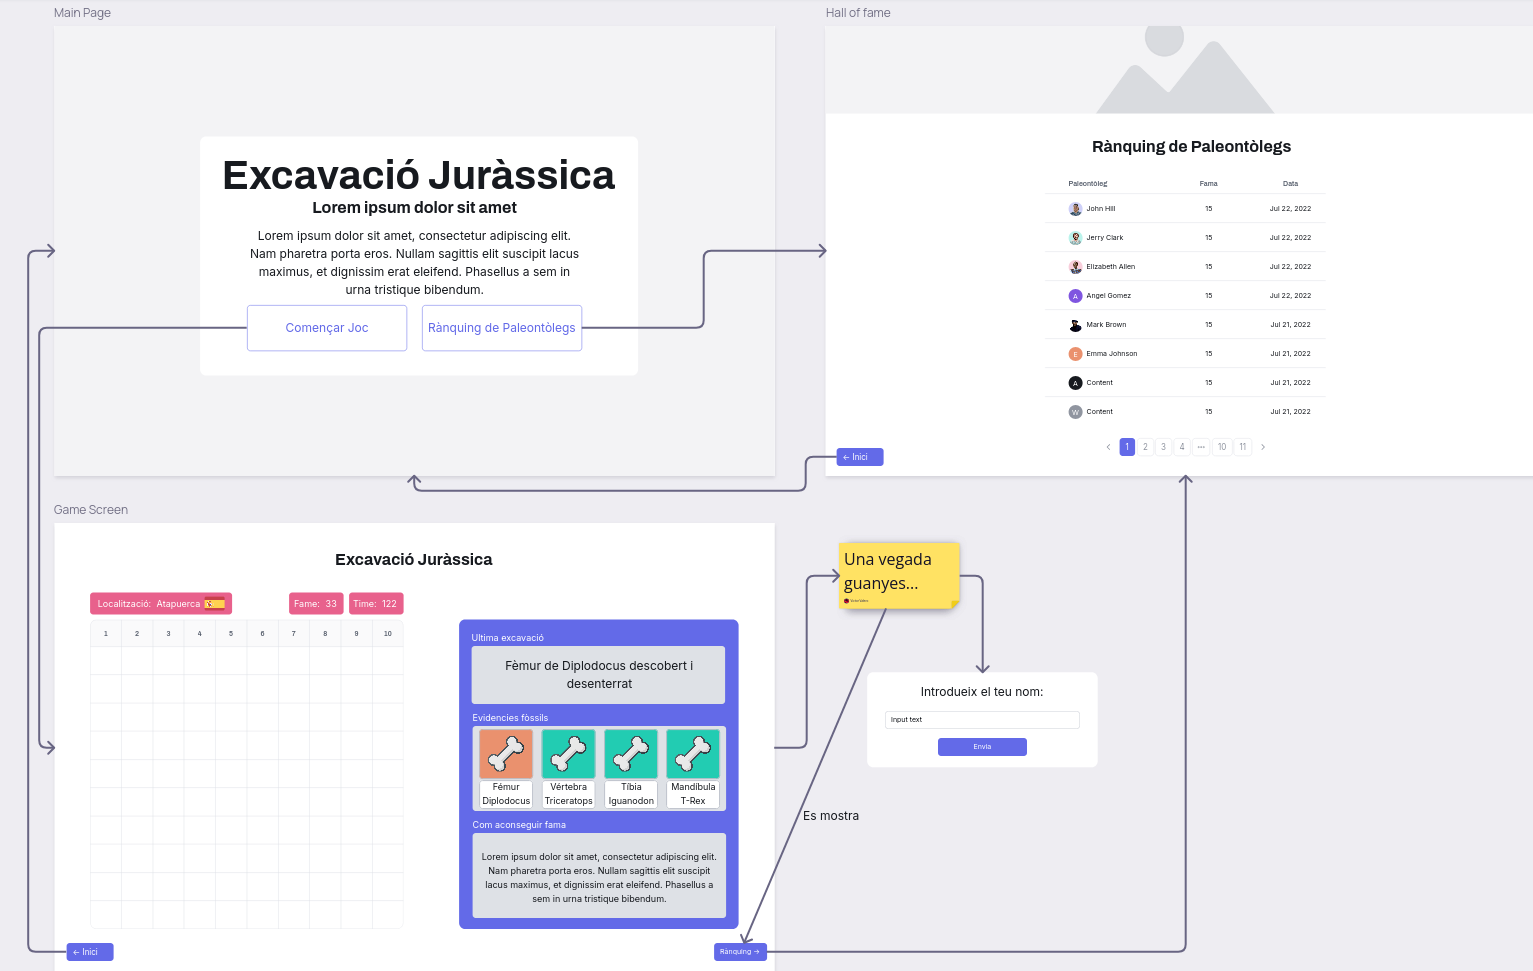 Main Page
Excavació Juràssica
Lorem ipsum dolor sit amet
Lorem ipsum dolor sit amet, consectetur adipiscing elit.
Nam pharetra porta eros. Nullam sagittis elit suscipit lacus
maximus, et dignissim erat eleifend. Phasellus a sem in
urna tristique bibendum.
Començar Joc
Rànquing de Paleontòlegs
Hall of fame
Rànquing de Paleontòlegs
Paleontòleg Fama Data
John Hill 15 Jul 22, 2022
Jerry Clark 15 Jul 22, 2022
Elizabeth Allen 15 Jul 22, 2022
A Angel Gomez 15 Jul 22, 2022
Mark Brown 15 Jul 21, 2022
E Emma Johnson 15 Jul 21, 2022
A Content 15 Jul 21, 2022
W Content 15 Jul 21, 2022
< 1 2 3 4 ••• 10 11 >
← Inici
Game Screen
Excavació Juràssica
Localització: Atapuerca
Fame: 33
Time: 122
1 2 3 4 5 6 7 8 9 10
Ultima excavació
Fèmur de Diplodocus descobert i
desenterrat
Evidencies fòssils
Fémur
Diplodocus
Vértebra
Triceratops
Tíbia
Iguanodon
Mandíbula
T-Rex
Com aconseguir fama
Lorem ipsum dolor sit amet, consectetur adipiscing elit.
Nam pharetra porta eros. Nullam sagittis elit suscipit
lacus maximus, et dignissim erat eleifend. Phasellus a
sem in urna tristique bibendum.
← Inici
Rànquing →
Una vegada
guanyes...
Introdueix el teu nom:
Input text
Envia
Es mostra